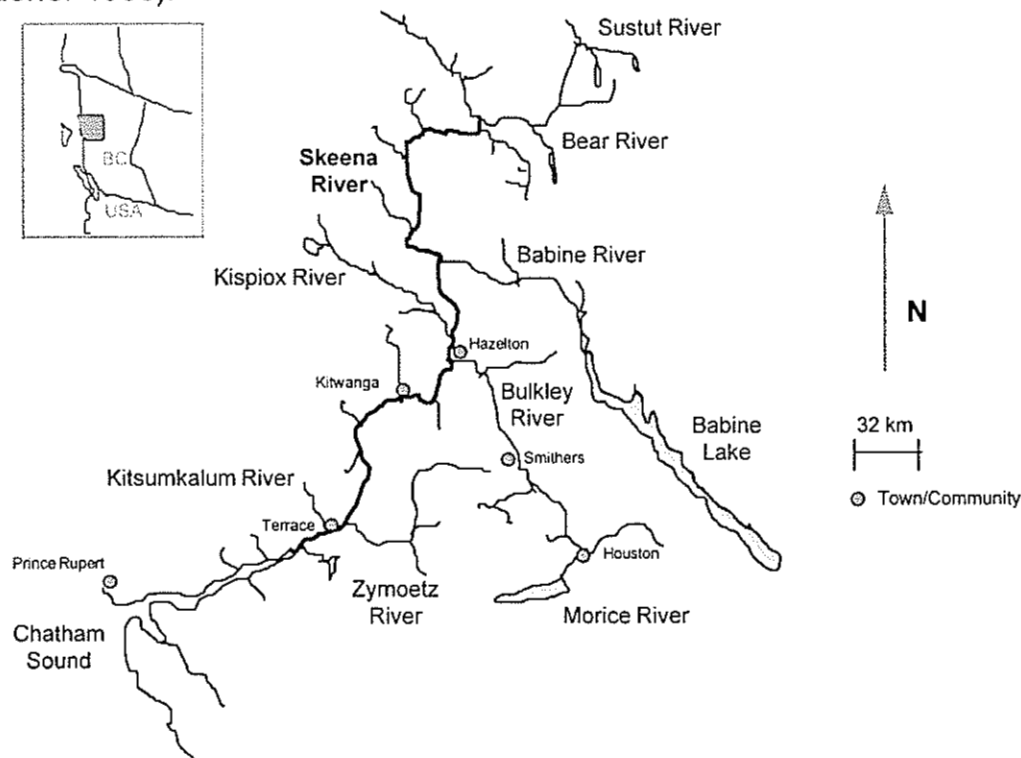 Sustut River
Bear River
BC
USA
Skeena
River
Babine River
Kispiox River
N
Hazelton
Kitwanga
Bulkley
River
Babine
Lake
32 km
Smithers
Town/Community
Kitsumkalum River
Terrace
Prince Rupert
Houston
Zymoetz
River
Morice River
Chatham
Sound